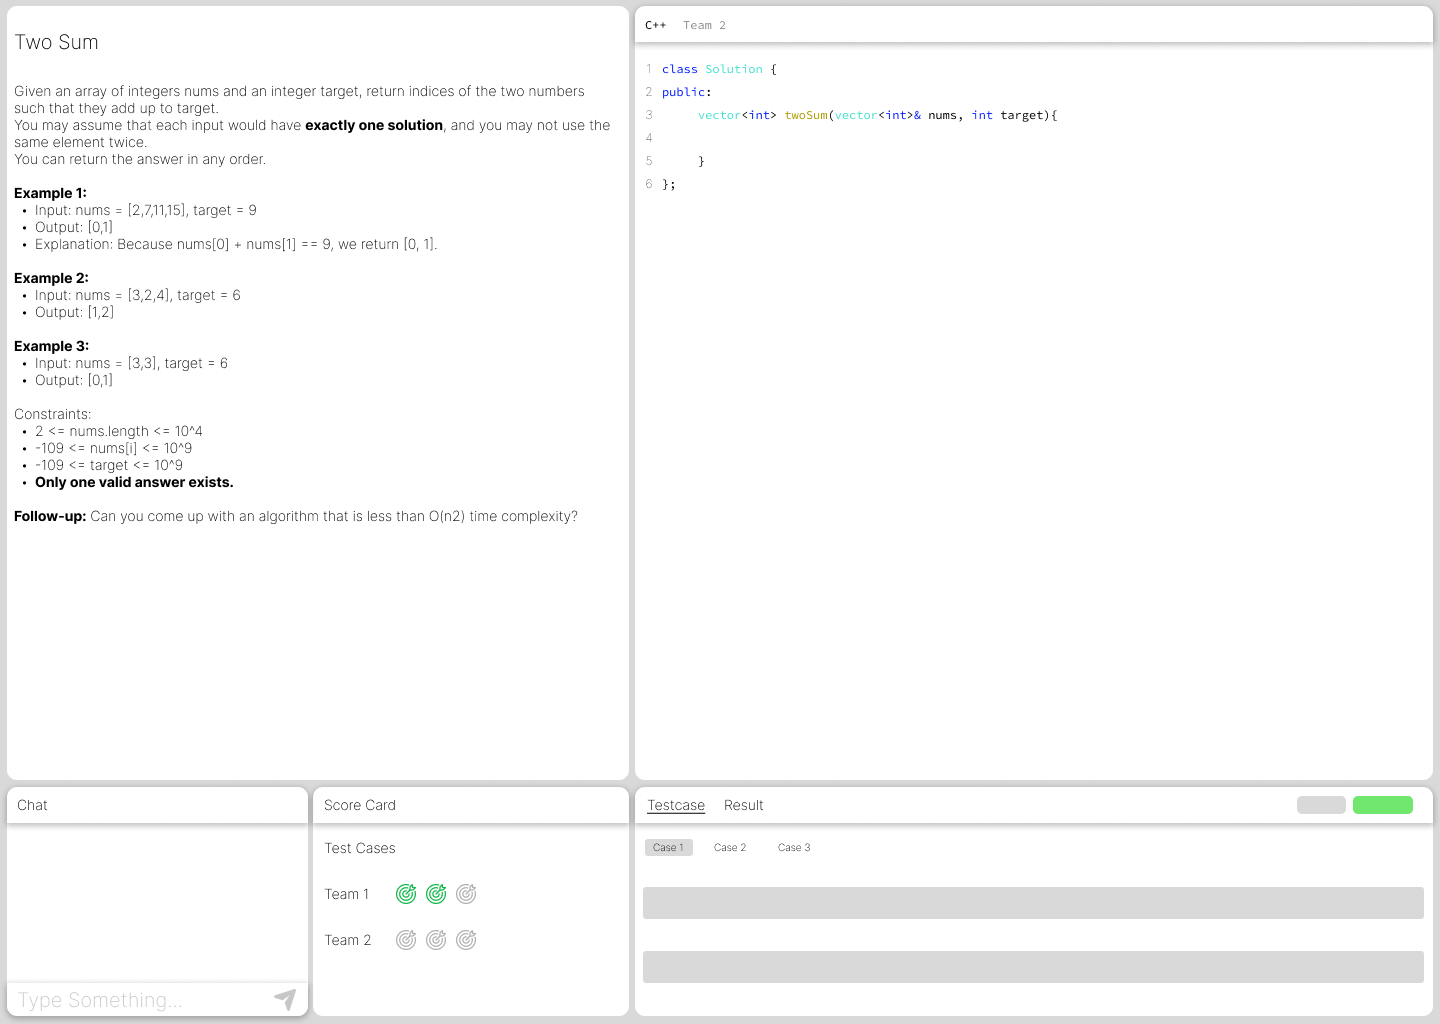 Two Sum
Given an array of integers nums and an integer target, return indices of the two numbers
such that they add up to target.
You may assume that each input would have exactly one solution, and you may not use the
same element twice.
You can return the answer in any order.
Example 1:
• Input: nums = [2,7,11,15], target = 9
• Output: [0,1]
• Explanation: Because nums[0] + nums[1] == 9, we return [0, 1].
Example 2:
• Input: nums = [3,2,4], target = 6
• Output: [1,2]
Example 3:
• Input: nums = [3,3], target = 6
• Output: [0,1]
Constraints:
• 2 <= nums.length <= 10^4
• -109 <= nums[i] <= 10^9
• -109 <= target <= 10^9
• Only one valid answer exists.
Follow-up: Can you come up with an algorithm that is less than O(n2) time complexity?
C++ Team 2
1 class Solution {
2 public:
3 vector<int> twoSum(vector<int>& nums, int target){
4
5 }
6 };
Chat
Type Something...
Score Card
Test Cases
Team 1
Team 2
Testcase Result
Case 1 Case 2 Case 3